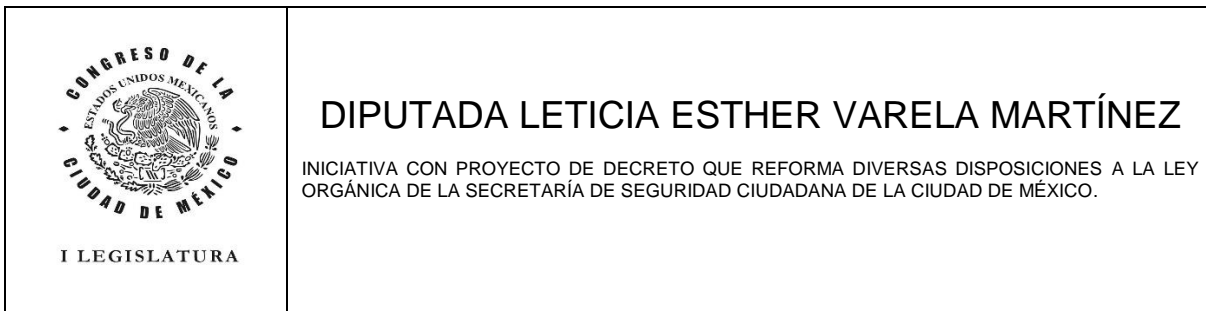 CONGRESO DE LA
CIUDAD DE MÉXICO
ESTADOS UNIDOS MEXICANOS
I LEGISLATURA
DIPUTADA LETICIA ESTHER VARELA MARTÍNEZ
INICIATIVA CON PROYECTO DE DECRETO QUE REFORMA DIVERSAS DISPOSICIONES A LA LEY
ORGÁNICA DE LA SECRETARÍA DE SEGURIDAD CIUDADANA DE LA CIUDAD DE MÉXICO.